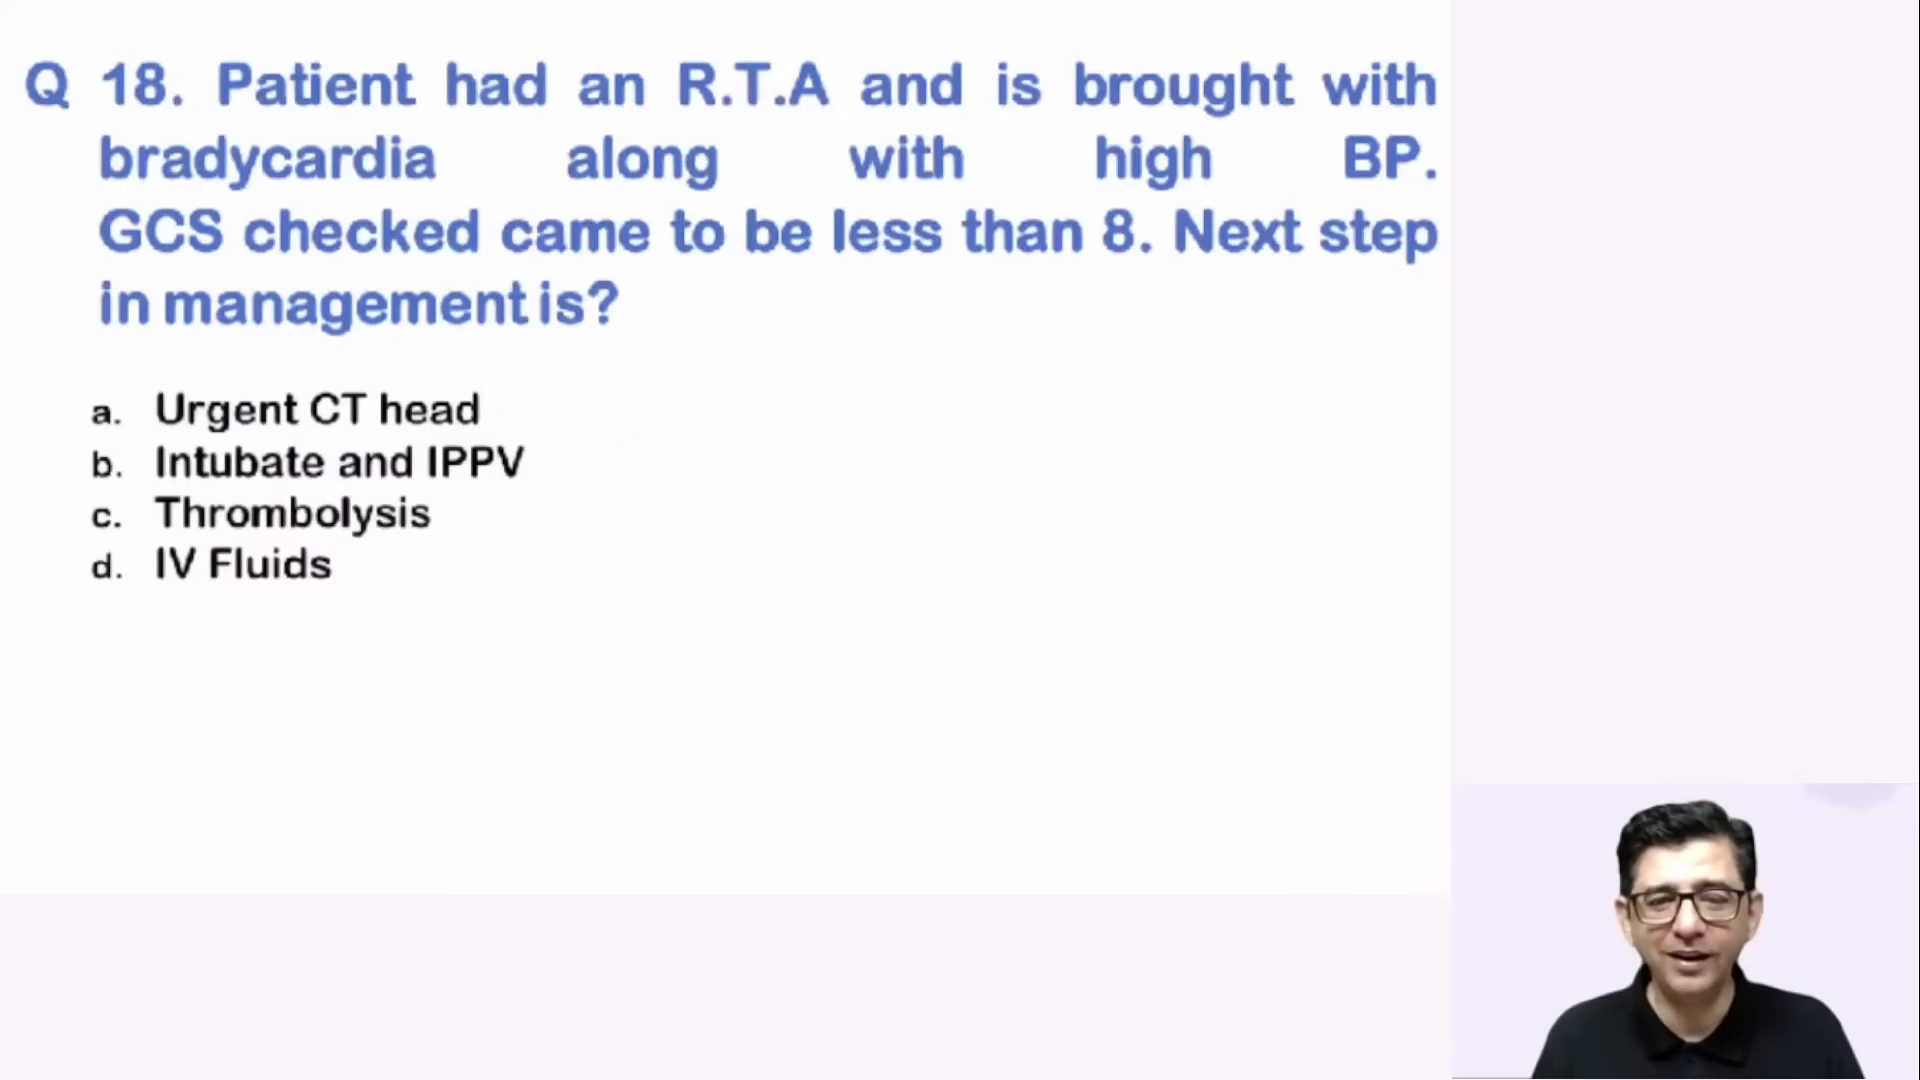 Q 18. Patient had an R.T.A and is brought with
bradycardia along with high BP.
GCS checked came to be less than 8. Next step
in management is?
a. Urgent CT head
b. Intubate and IPPV
c. Thrombolysis
d. IV Fluids